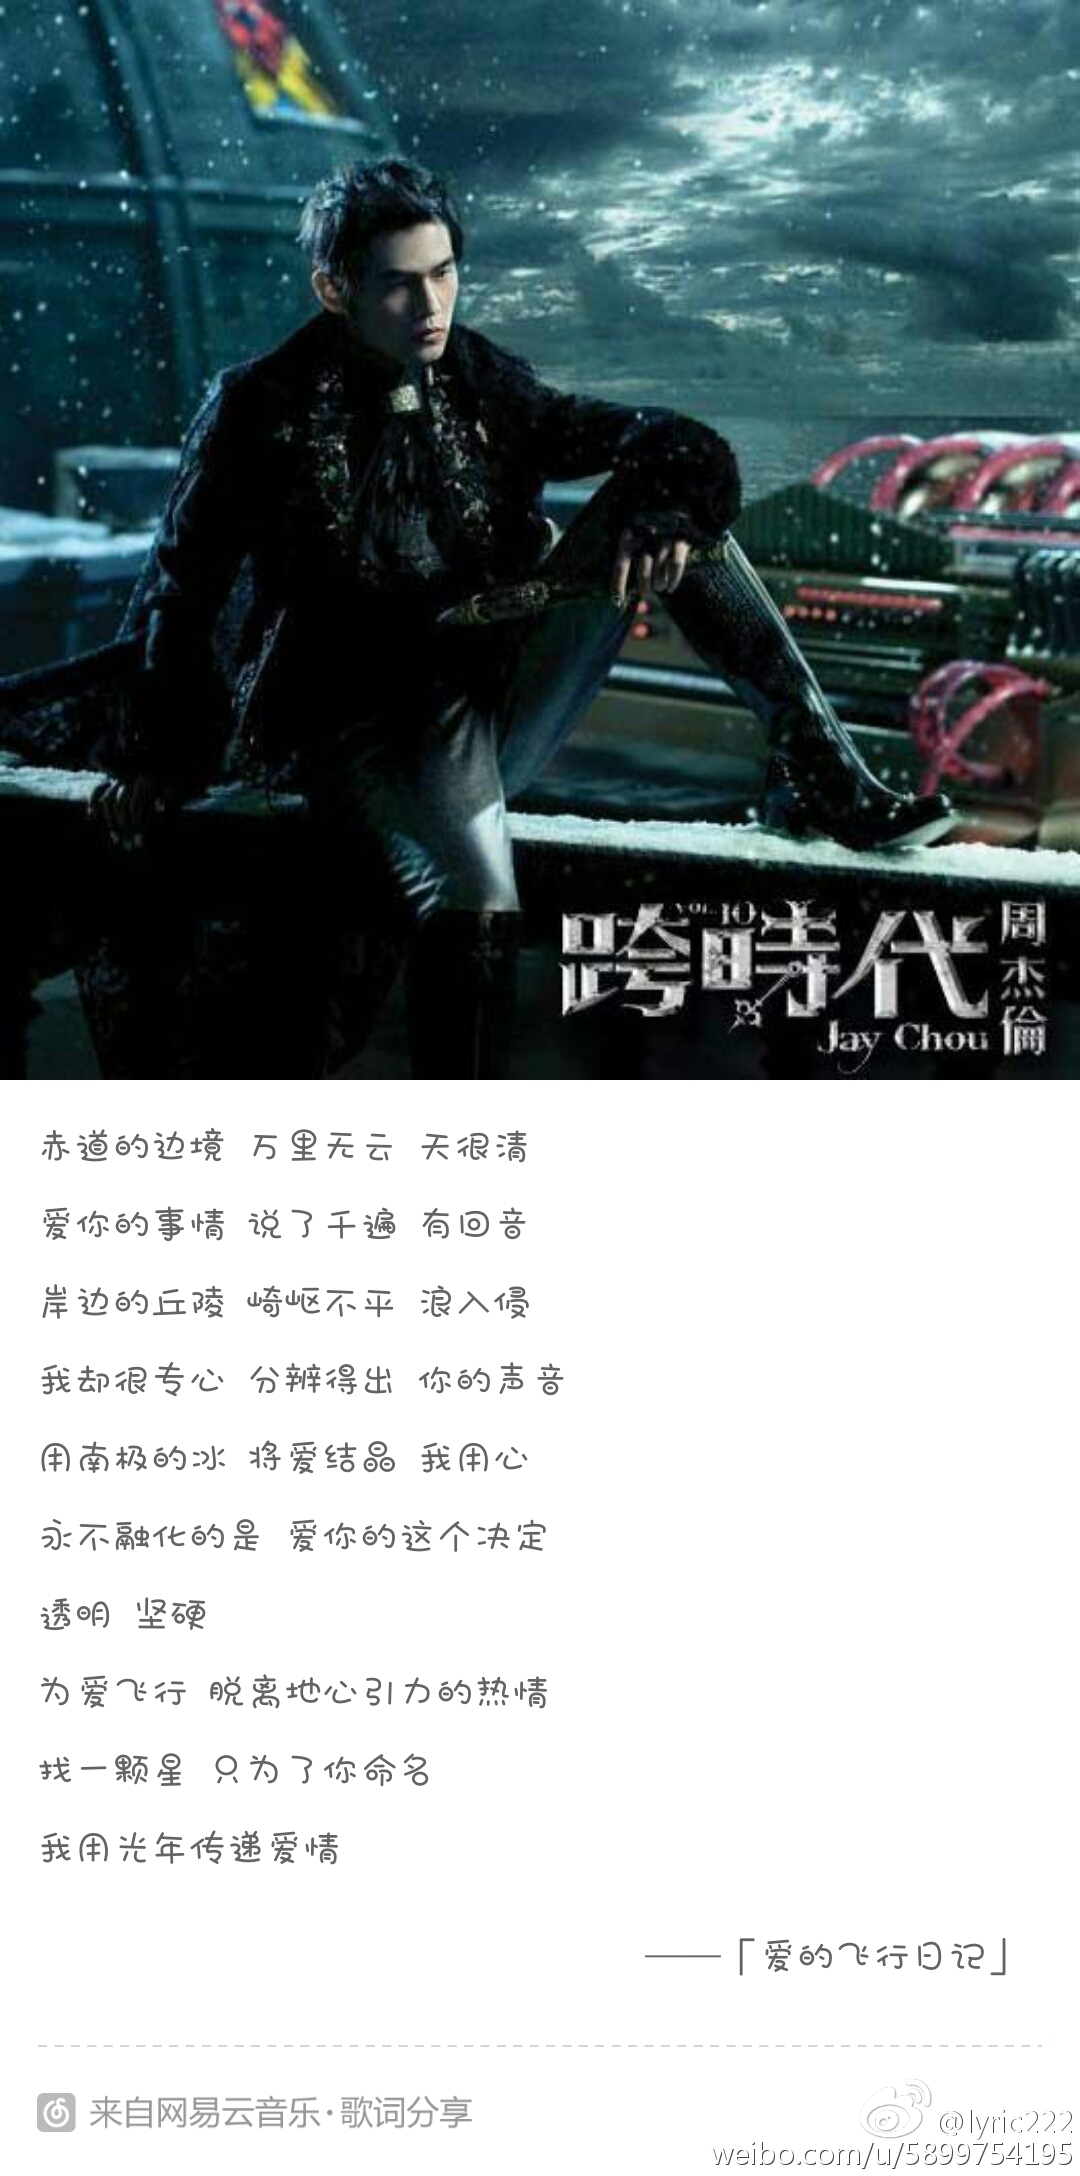 VOL.10
跨時代
周杰倫
Jay Chou
赤道的边境 万里无云 天很清
爱你的事情 说了千遍 有回音
岸边的丘陵 崎岖不平 浪入侵
我却很专心 分辨得出 你的声音
用南极的冰 将爱结晶 我用心
永不融化的是 爱你的这个决定
透明 坚硬
为爱飞行 脱离地心引力的热情
找一颗星 只为了你命名
我用光年传递爱情
——「爱的飞行日记」
来自网易云音乐·歌词分享
@lyric222
weibo.com/u/5899754195